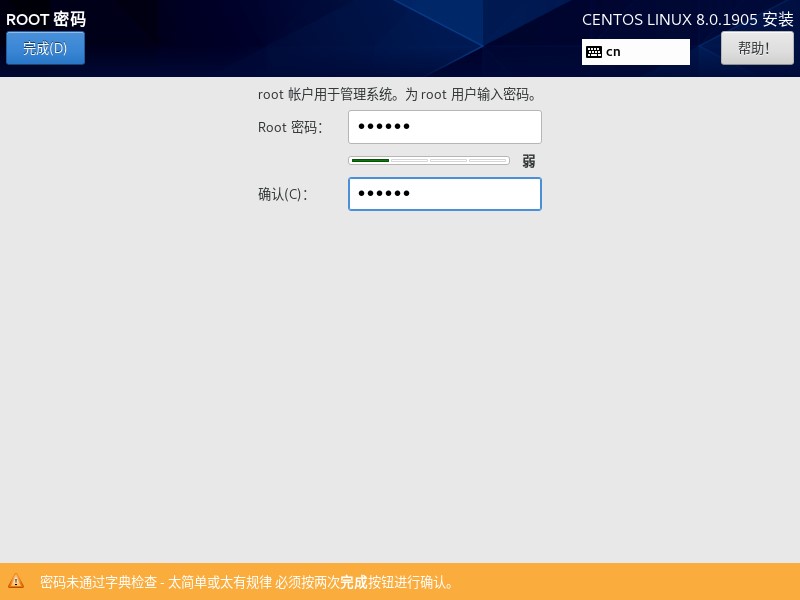 ROOT 密码
CENTOS LINUX 8.0.1905 安装
完成(D)
cn
帮助!
root 帐户用于管理系统。为 root 用户输入密码。
Root 密码：
●●●●●●
弱
确认(C)：
●●●●●●
密码未通过字典检查 - 太简单或太有规律 必须按两次完成按钮进行确认。